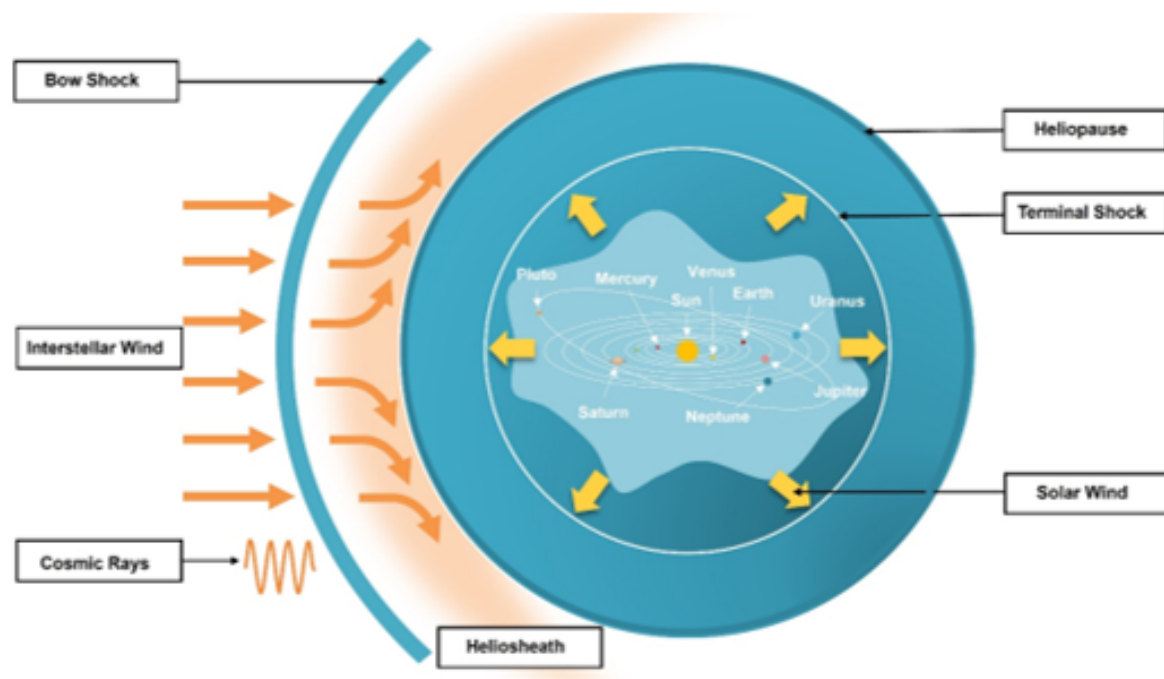 Bow Shock
Heliopause
Terminal Shock
Pluto
Mercury
Venus
Sun
Earth
Uranus
Interstellar Wind
Saturn
Neptune
Jupiter
Solar Wind
Cosmic Rays
Heliosheath